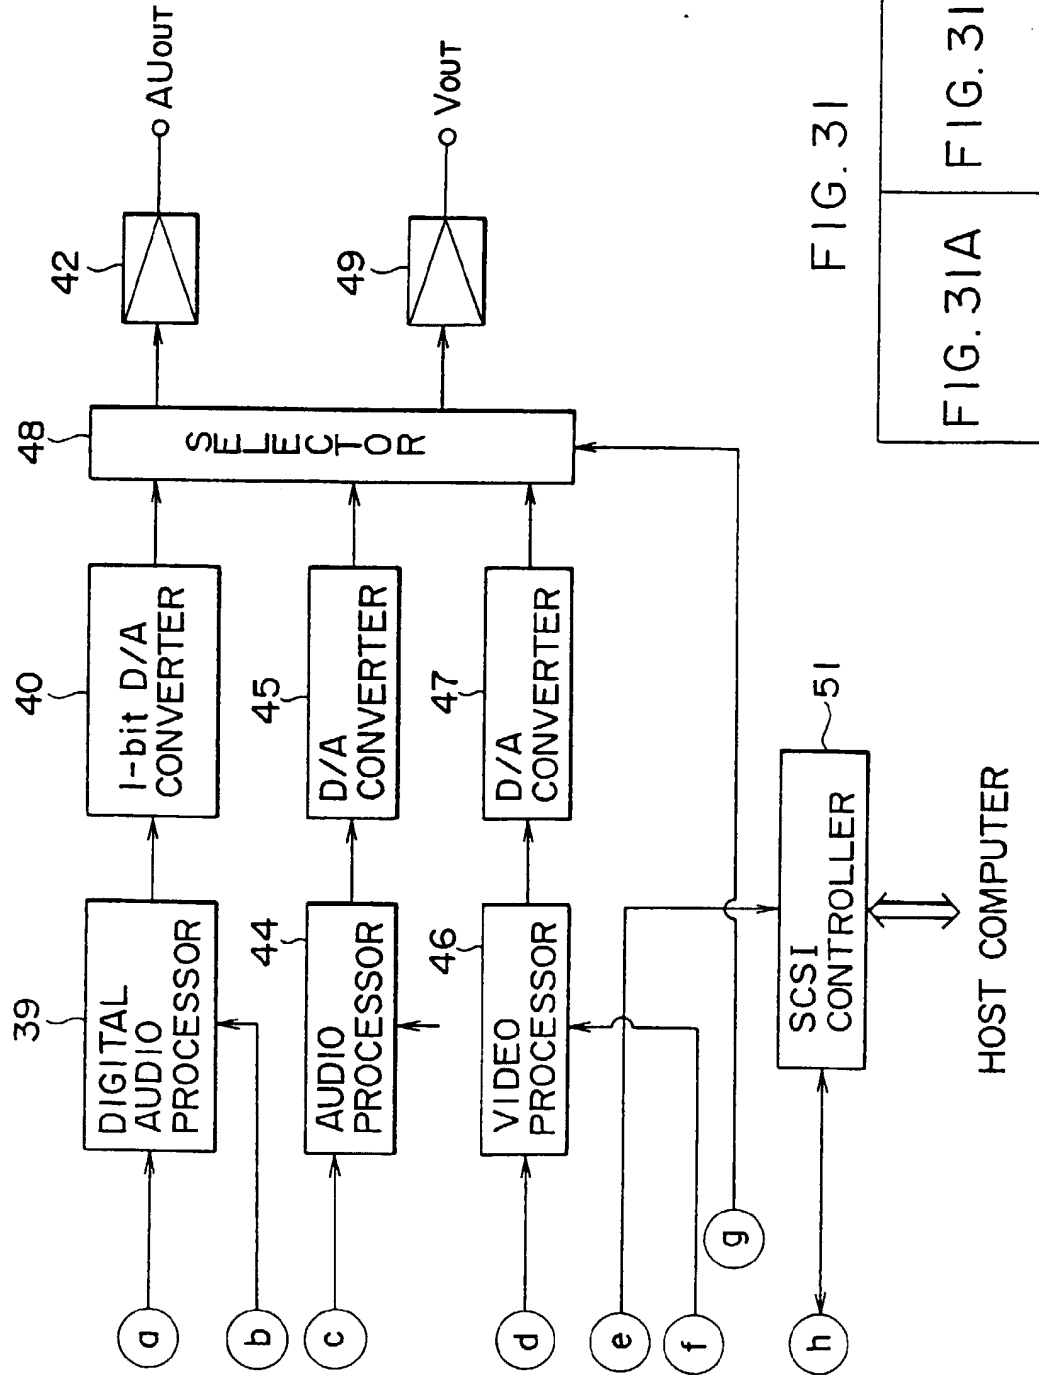 39
DIGITAL
AUDIO
PROCESSOR
40
1-bit D/A
CONVERTER
48
SELECTOR
42
AUOUT
44
AUDIO
PROCESSOR
45
D/A
CONVERTER
49
VOUT
46
VIDEO
PROCESSOR
47
D/A
CONVERTER
a
b
c
d
e
f
g
h
SCSI
CONTROLLER
51
HOST COMPUTER
FIG. 31
FIG. 31A
FIG. 31